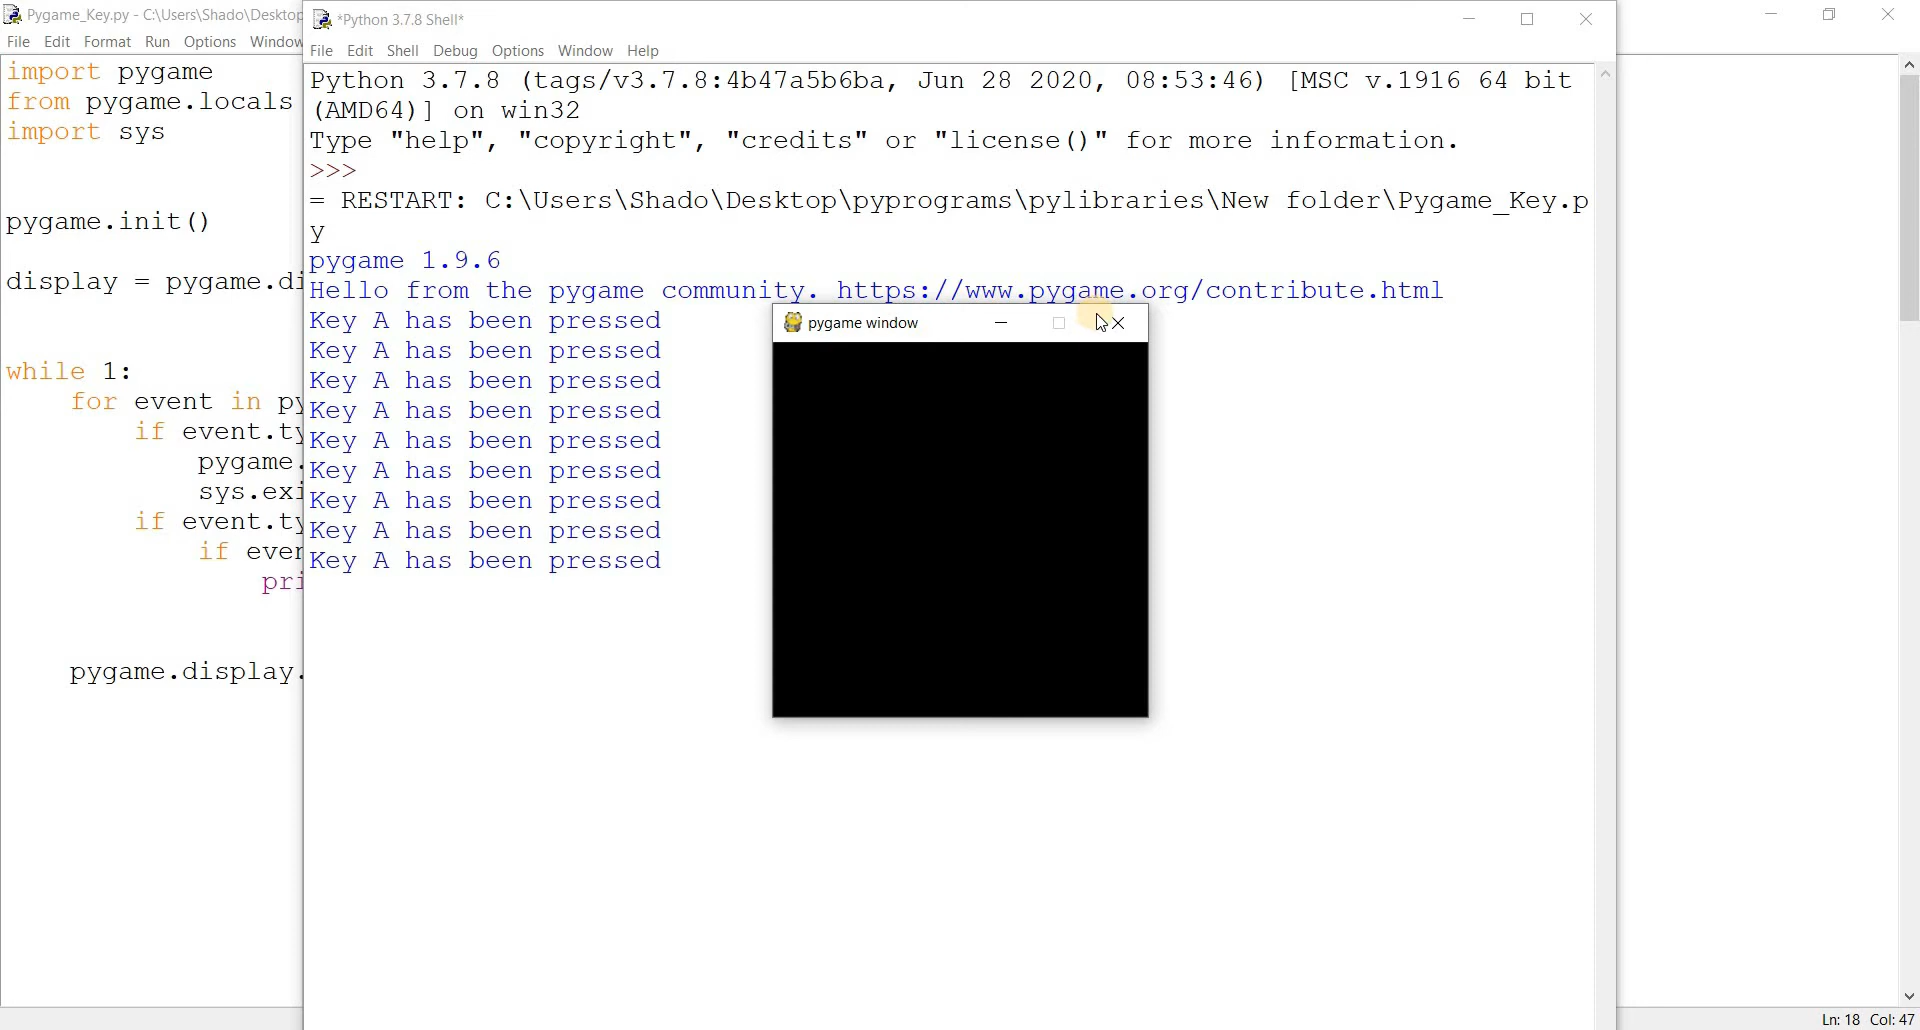 Pygame_Key.py - C:\Users\Shado\Desktop
File Edit Format Run Options Window
import pygame
from pygame.locals
import sys
pygame.init()
display = pygame.di
while 1:
for event in py
if event.ty
pygame.
sys.exi
if event.ty
if even
pri
pygame.display.
*Python 3.7.8 Shell*
File Edit Shell Debug Options Window Help
Python 3.7.8 (tags/v3.7.8:4b47a5b6ba, Jun 28 2020, 08:53:46) [MSC v.1916 64 bit
(AMD64)] on win32
Type "help", "copyright", "credits" or "license()" for more information.
>>>
= RESTART: C:\Users\Shado\Desktop\pyprograms\pylibraries\New folder\Pygame_Key.p
y
pygame 1.9.6
Hello from the pygame community. https://www.pygame.org/contribute.html
Key A has been pressed
Key A has been pressed
Key A has been pressed
Key A has been pressed
Key A has been pressed
Key A has been pressed
Key A has been pressed
Key A has been pressed
Key A has been pressed
pygame window
Ln: 18 Col: 47